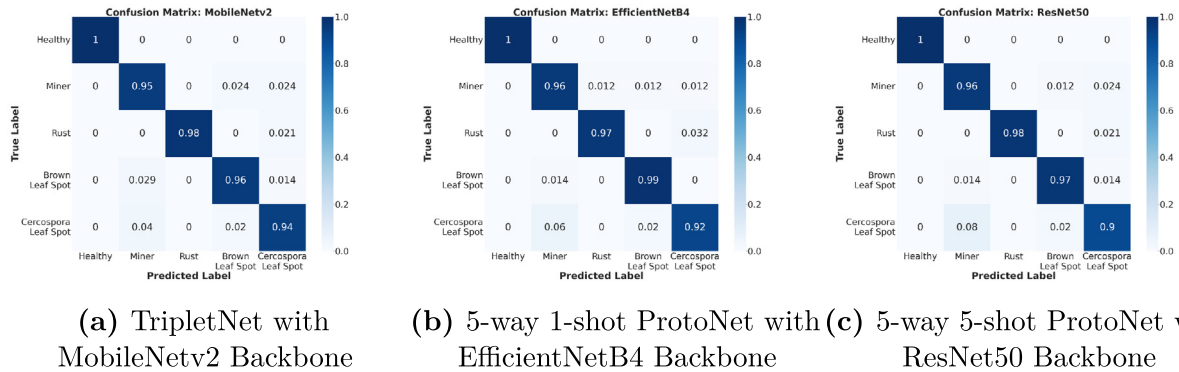 Confusion Matrix: MobileNetv2
Healthy 1 0 0 0 0
Miner 0 0.95 0 0.024 0.024
Rust 0 0 0.98 0 0.021
Brown
Leaf Spot 0 0.029 0 0.96 0.014
Cercospora
Leaf Spot 0 0.04 0 0.02 0.94
Healthy Miner Rust Brown Cercospora
Leaf Spot Leaf Spot
True Label
Predicted Label
1.0
0.8
0.6
0.4
0.2
0.0
Confusion Matrix: EfficientNetB4
Healthy 1 0 0 0 0
Miner 0 0.96 0.012 0.012 0.012
Rust 0 0 0.97 0 0.032
Brown
Leaf Spot 0 0.014 0 0.99 0
Cercospora
Leaf Spot 0 0.06 0 0.02 0.92
Healthy Miner Rust Brown Cercospora
Leaf Spot Leaf Spot
True Label
Predicted Label
1.0
0.8
0.6
0.4
0.2
0.0
Confusion Matrix: ResNet50
Healthy 1 0 0 0 0
Miner 0 0.96 0 0.012 0.024
Rust 0 0 0.98 0 0.021
Brown
Leaf Spot 0 0.014 0 0.97 0.014
Cercospora
Leaf Spot 0 0.08 0 0.02 0.9
Healthy Miner Rust Brown Cercospora
Leaf Spot Leaf Spot
True Label
Predicted Label
1.0
0.8
0.6
0.4
0.2
0.0
(a) TripletNet with
MobileNetv2 Backbone
(b) 5-way 1-shot ProtoNet with
EfficientNetB4 Backbone
(c) 5-way 5-shot ProtoNet
ResNet50 Backbone